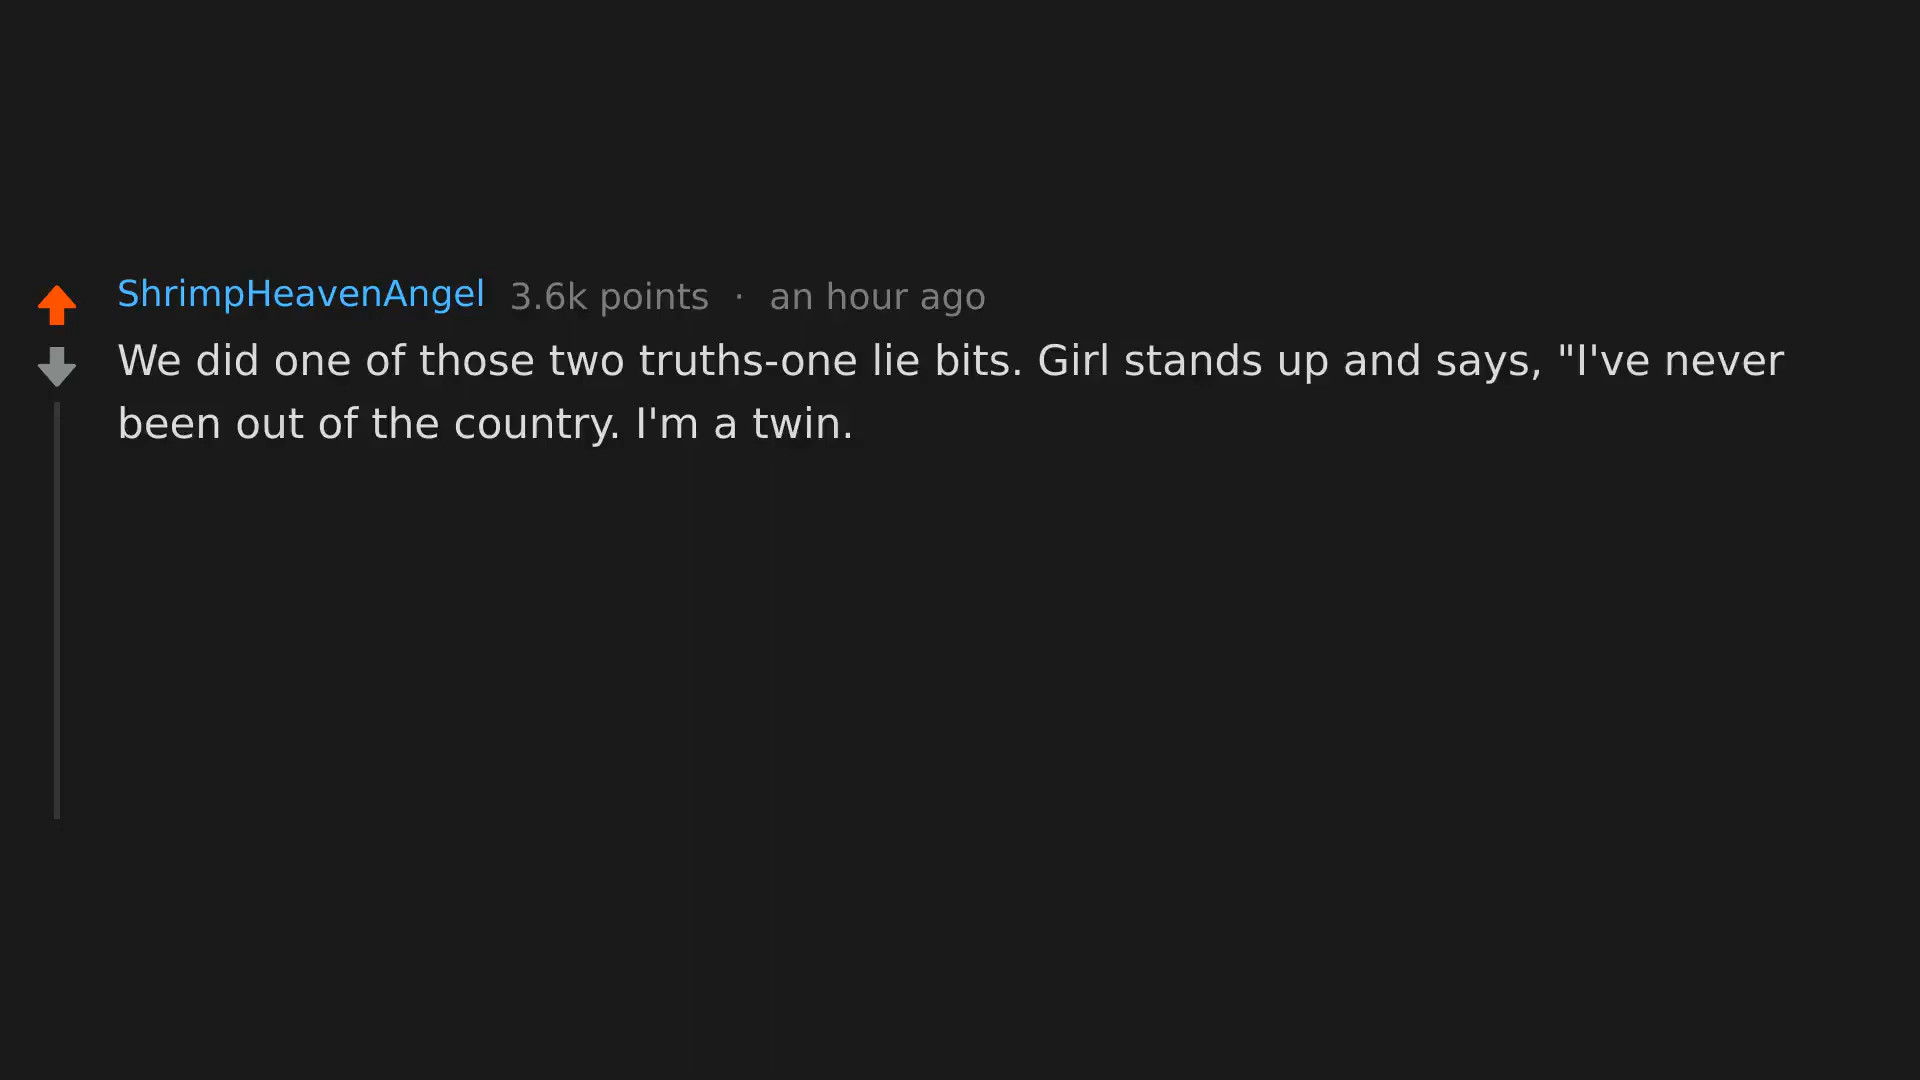 ShrimpHeavenAngel 3.6k points · an hour ago
We did one of those two truths-one lie bits. Girl stands up and says, "I've never
been out of the country. I'm a twin.